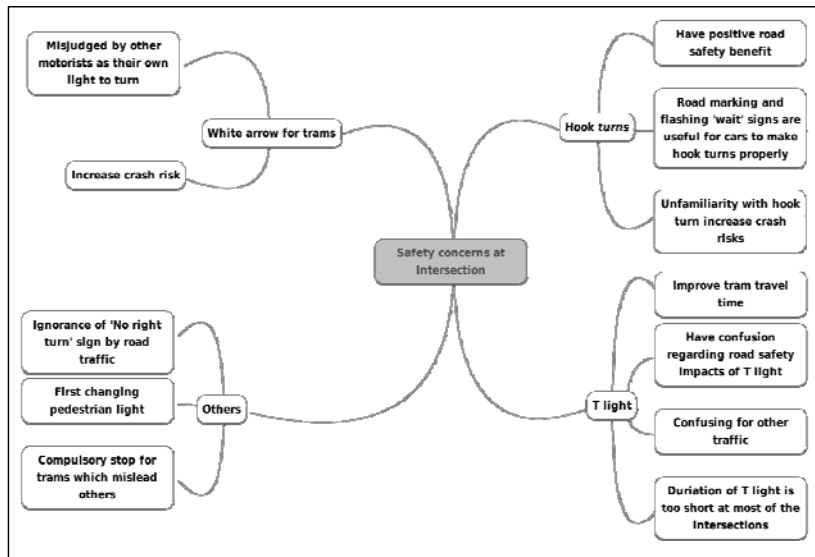 Misjudged by other
motorists as their own
light to turn
White arrow for trams
Increase crash risk
Have positive road
safety benefit
Hook turns
Road marking and
flashing 'wait' signs are
useful for cars to make
hook turns properly
Unfamiliarity with hook
turn increase crash
risks
Safety concerns at
Intersection
Ignorance of 'No right
turn' sign by road
traffic
First changing
pedestrian light
Others
Compulsory stop for
trams which mislead
others
Improve tram travel
time
Have confusion
regarding road safety
impacts of T light
T light
Confusing for other
traffic
Duriation of T light is
too short at most of the
intersections